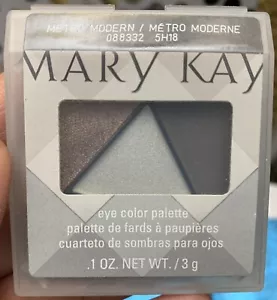 METRO MODERN / MÉTRO MODERNE
088332 5H18
MARY KAY
eye color palette
palette de fards à paupières
cuarteto de sombras para ojos
.1 OZ. NET WT. / 3 g